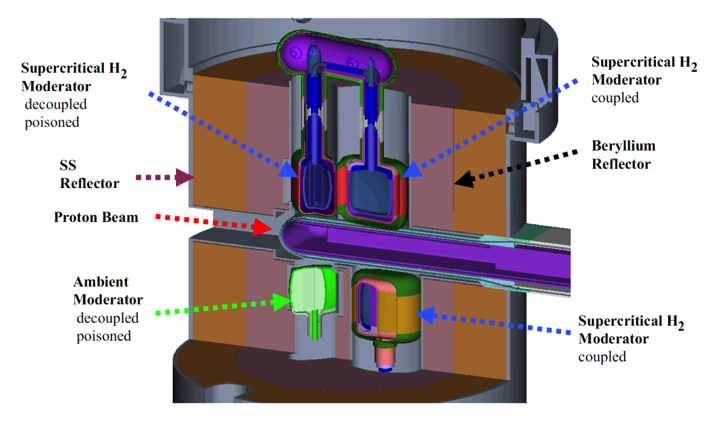 Supercritical H2
Moderator
decoupled
poisoned
Supercritical H2
Moderator
coupled
SS
Reflector
Beryllium
Reflector
Proton Beam
Ambient
Moderator
decoupled
poisoned
Supercritical H2
Moderator
coupled